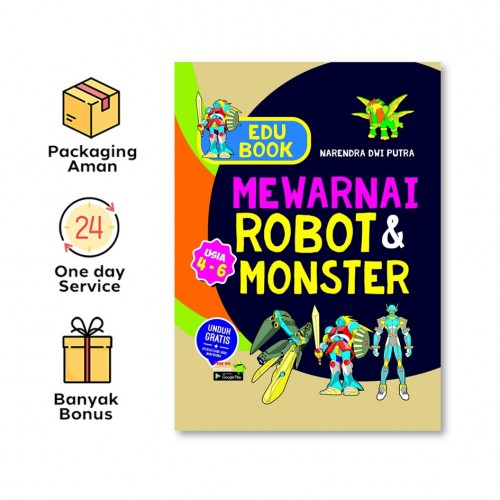 Packaging
Aman
24
One day
Service
Banyak
Bonus
EDU
BOOK
NARENDRA DWI PUTRA
MEWARNAI
ROBOT &
MONSTER
USIA
4 - 6
UNDUH
GRATIS
Google Play